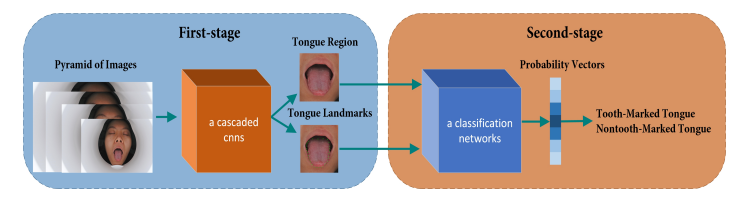 First-stage
Pyramid of Images
a cascaded
cnns
Tongue Region
Tongue Landmarks
Second-stage
a classification
networks
Probability Vectors
Tooth-Marked Tongue
Nontooth-Marked Tongue